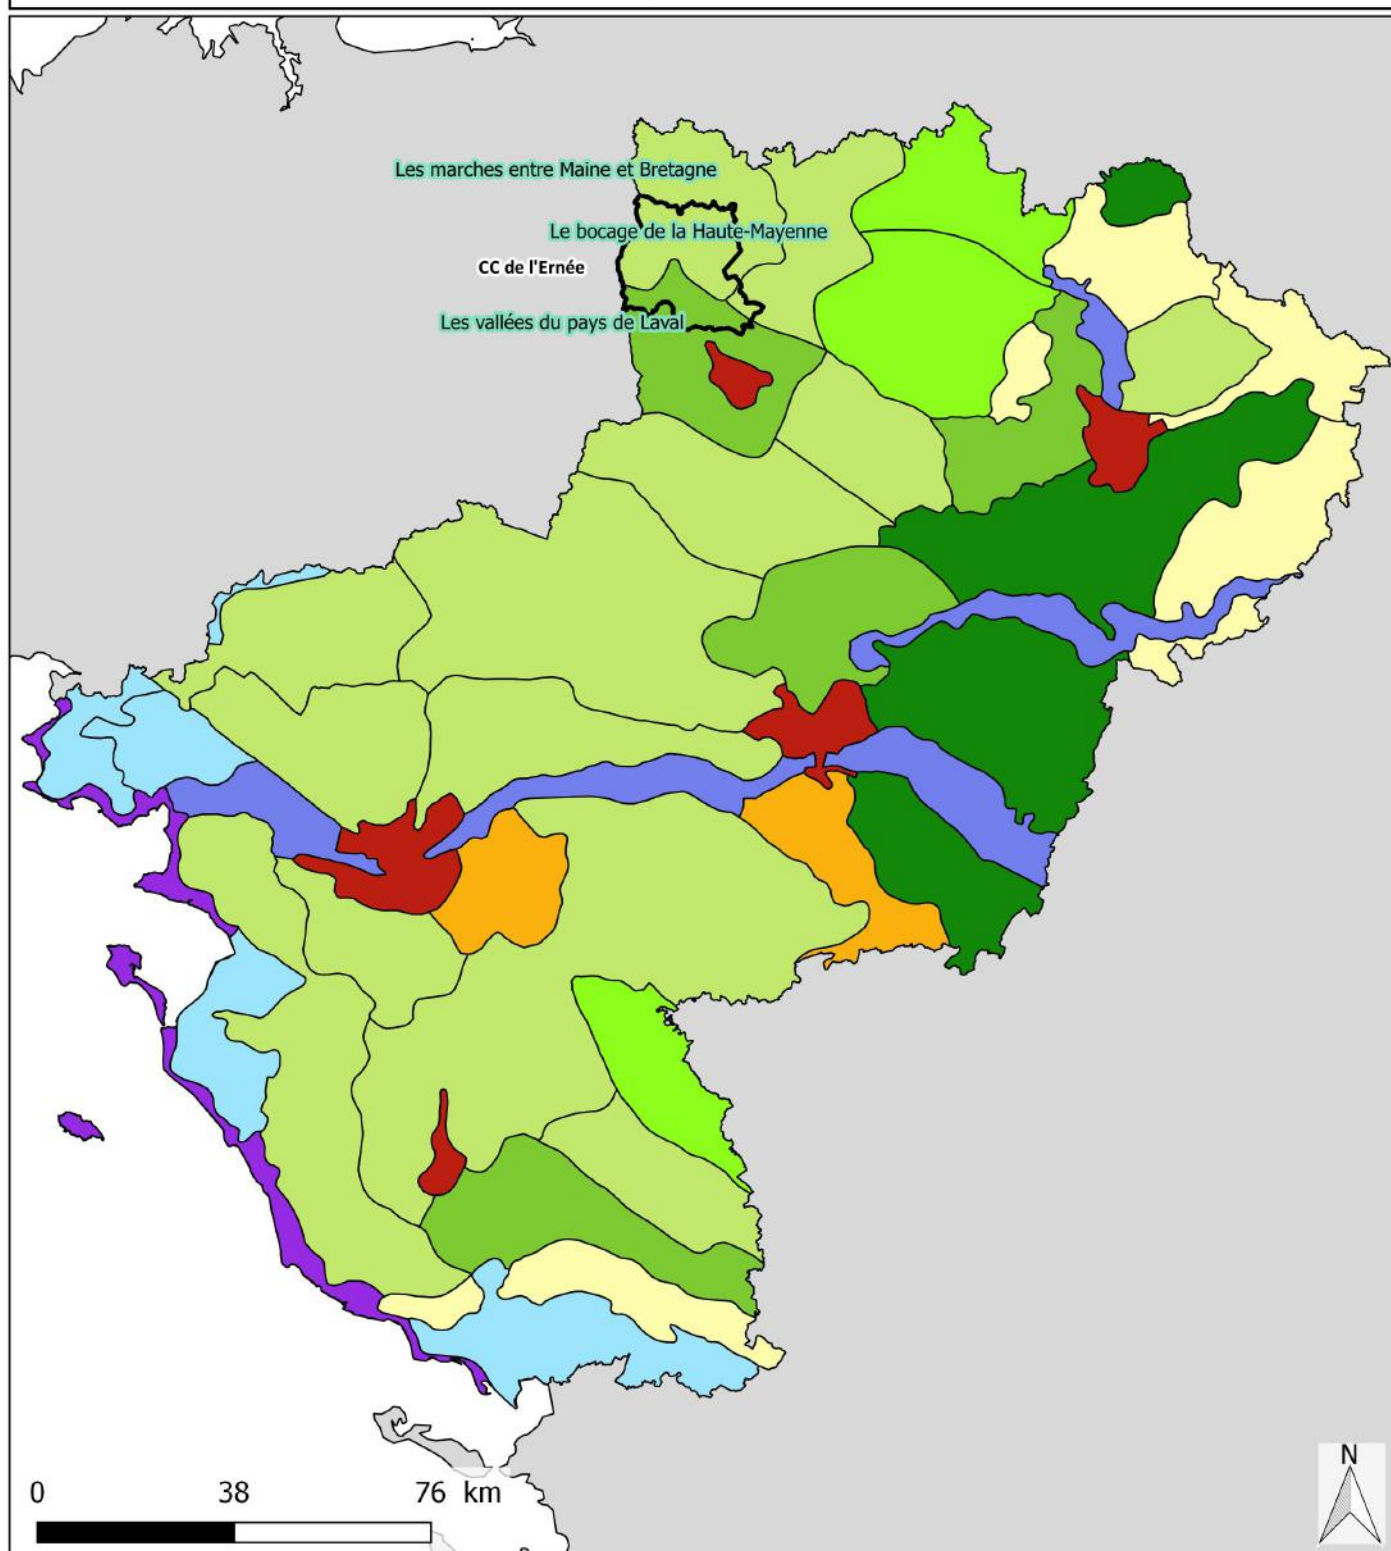 Les marches entre Maine et Bretagne
Le bocage de la Haute-Mayenne
CC de l'Ernée
Les vallées du pays de Laval
N
0 38 76 km